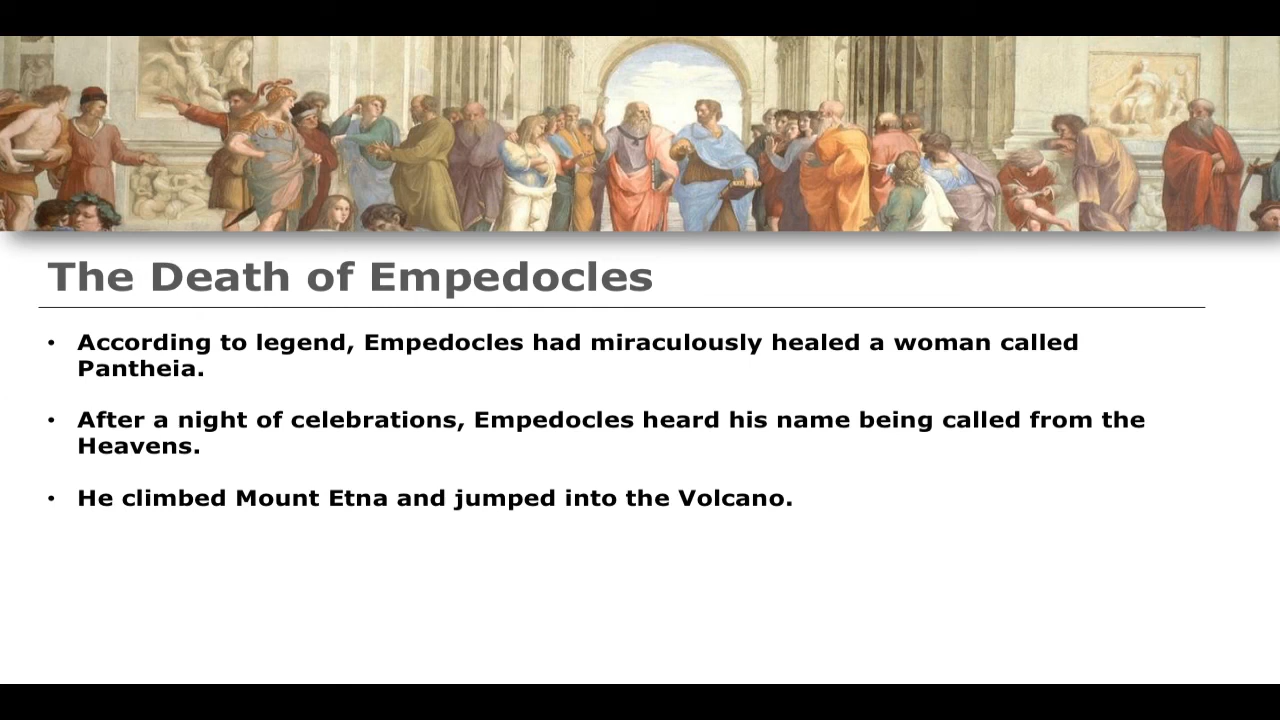 The Death of Empedocles
• According to legend, Empedocles had miraculously healed a woman called
Pantheia.
• After a night of celebrations, Empedocles heard his name being called from the
Heavens.
• He climbed Mount Etna and jumped into the Volcano.